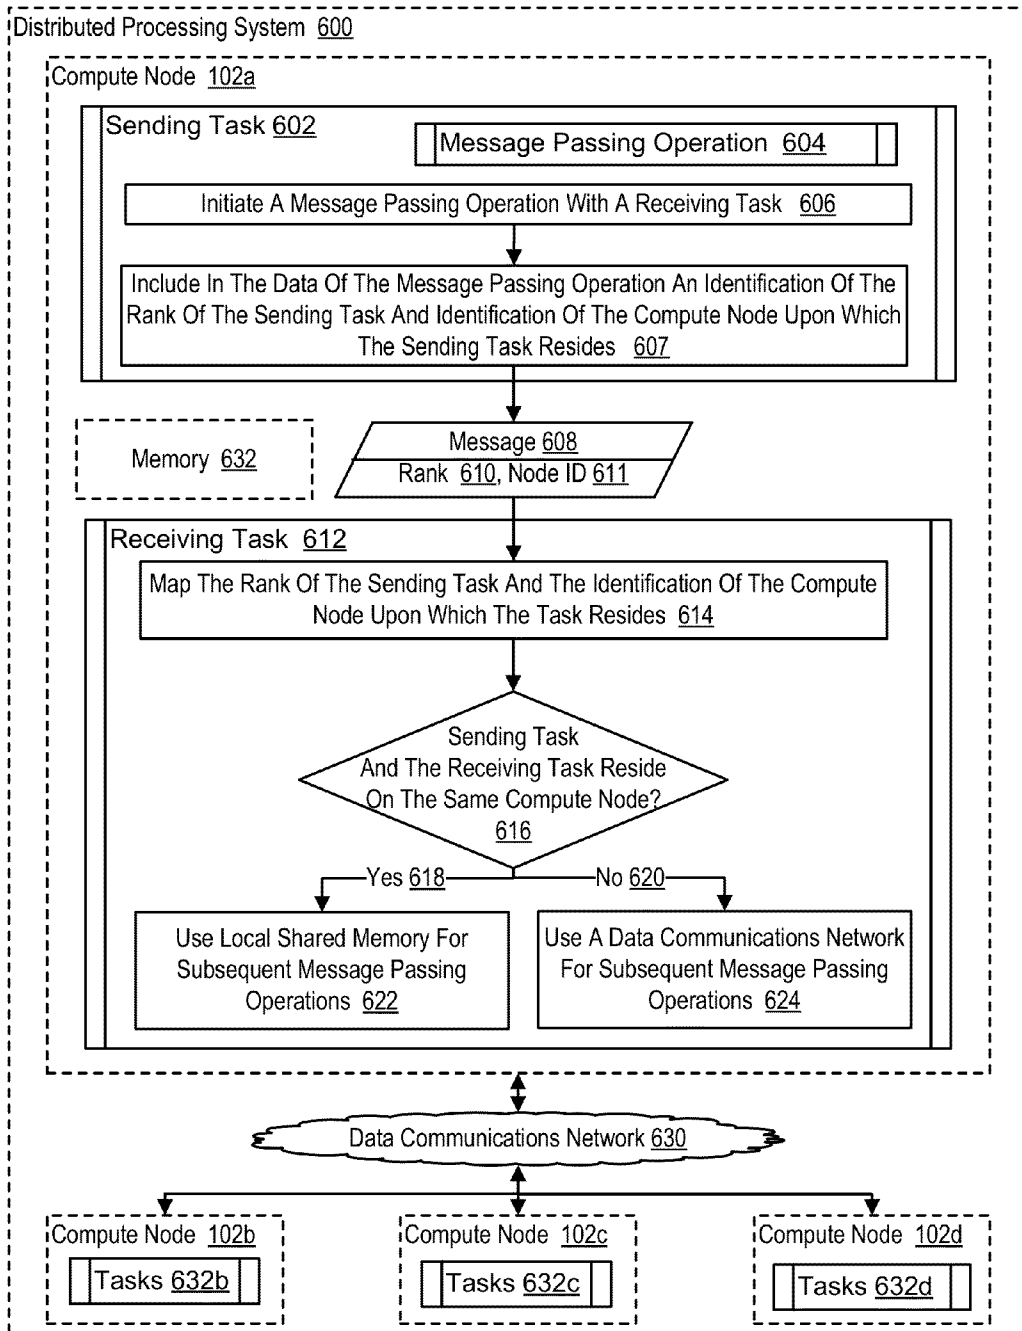 Distributed Processing System 600
Compute Node 102a
Sending Task 602
Message Passing Operation 604
Initiate A Message Passing Operation With A Receiving Task 606
Include In The Data Of The Message Passing Operation An Identification Of The
Rank Of The Sending Task And Identification Of The Compute Node Upon Which
The Sending Task Resides 607
Memory 632
Message 608
Rank 610, Node ID 611
Receiving Task 612
Map The Rank Of The Sending Task And The Identification Of The Compute
Node Upon Which The Task Resides 614
Sending Task
And The Receiving Task Reside
On The Same Compute Node?
616
Yes 618
No 620
Use Local Shared Memory For
Subsequent Message Passing
Operations 622
Use A Data Communications Network
For Subsequent Message Passing
Operations 624
Data Communications Network 630
Compute Node 102b
Tasks 632b
Compute Node 102c
Tasks 632c
Compute Node 102d
Tasks 632d